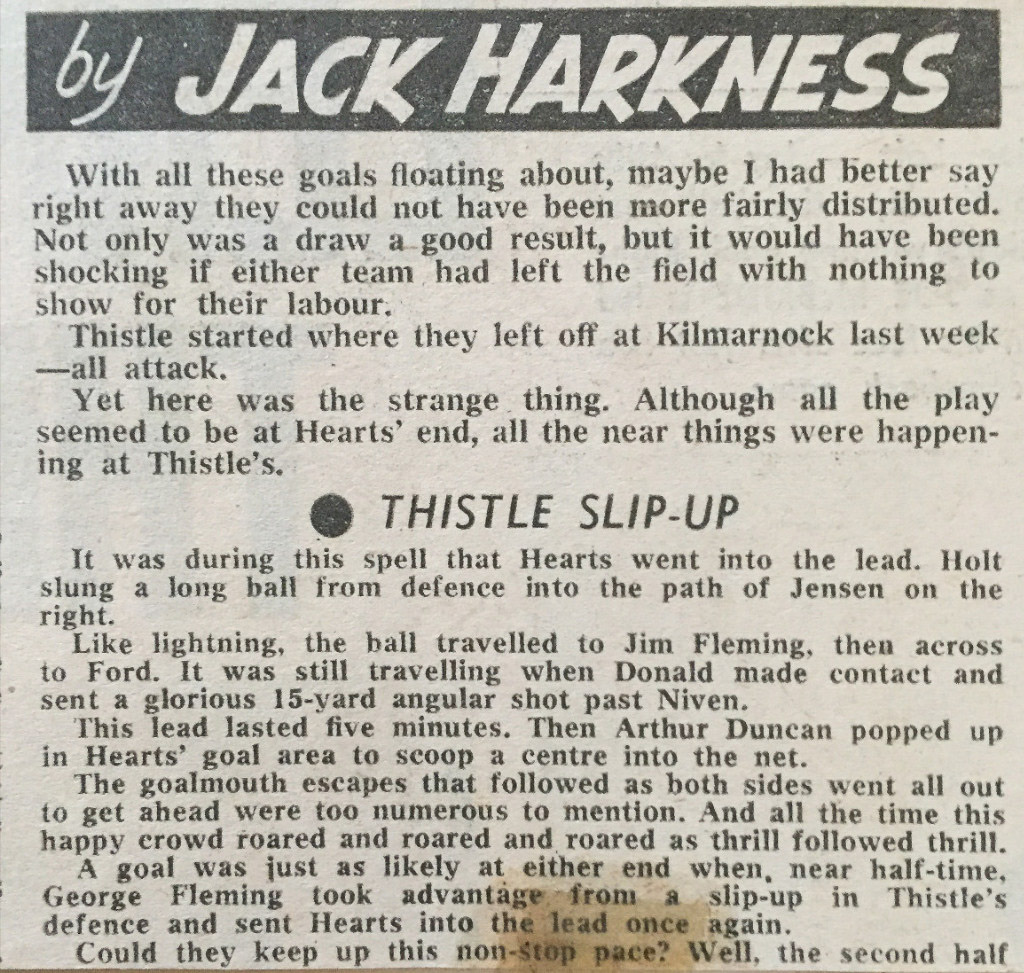 by JACK HARKNESS
With all these goals floating about, maybe I had better say
right away they could not have been more fairly distributed.
Not only was a draw a good result, but it would have been
shocking if either team had left the field with nothing to
show for their labour.
Thistle started where they left off at Kilmarnock last week
—all attack.
Yet here was the strange thing. Although all the play
seemed to be at Hearts' end, all the near things were happen-
ing at Thistle's.
● THISTLE SLIP-UP
It was during this spell that Hearts went into the lead. Holt
slung a long ball from defence into the path of Jensen on the
right.
Like lightning, the ball travelled to Jim Fleming, then across
to Ford. It was still travelling when Donald made contact and
sent a glorious 15-yard angular shot past Niven.
This lead lasted five minutes. Then Arthur Duncan popped up
in Hearts' goal area to scoop a centre into the net.
The goalmouth escapes that followed as both sides went all out
to get ahead were too numerous to mention. And all the time this
happy crowd roared and roared and roared as thrill followed thrill.
A goal was just as likely at either end when, near half-time,
George Fleming took advantage from a slip-up in Thistle's
defence and sent Hearts into the lead once again.
Could they keep up this non-stop pace? Well, the second half